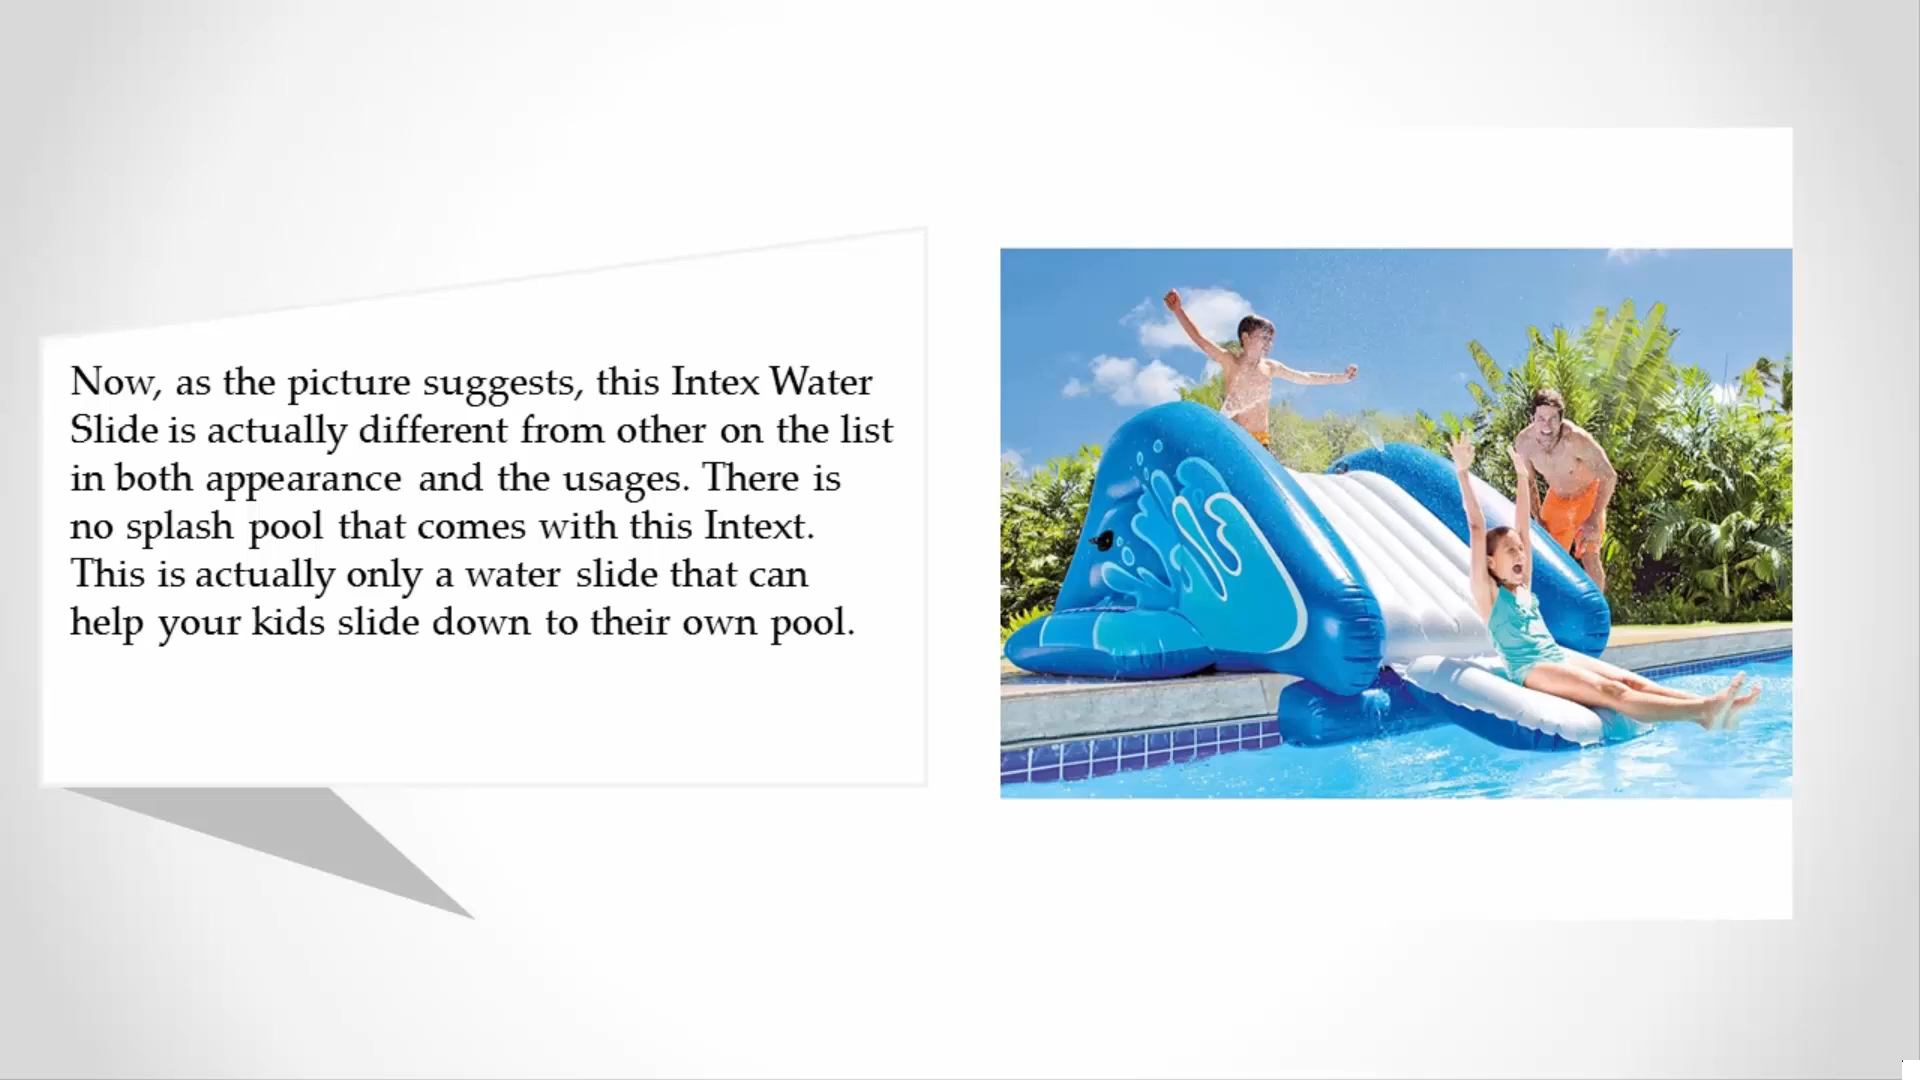 Now, as the picture suggests, this Intex Water
Slide is actually different from other on the list
in both appearance and the usages. There is
no splash pool that comes with this Intext.
This is actually only a water slide that can
help your kids slide down to their own pool.